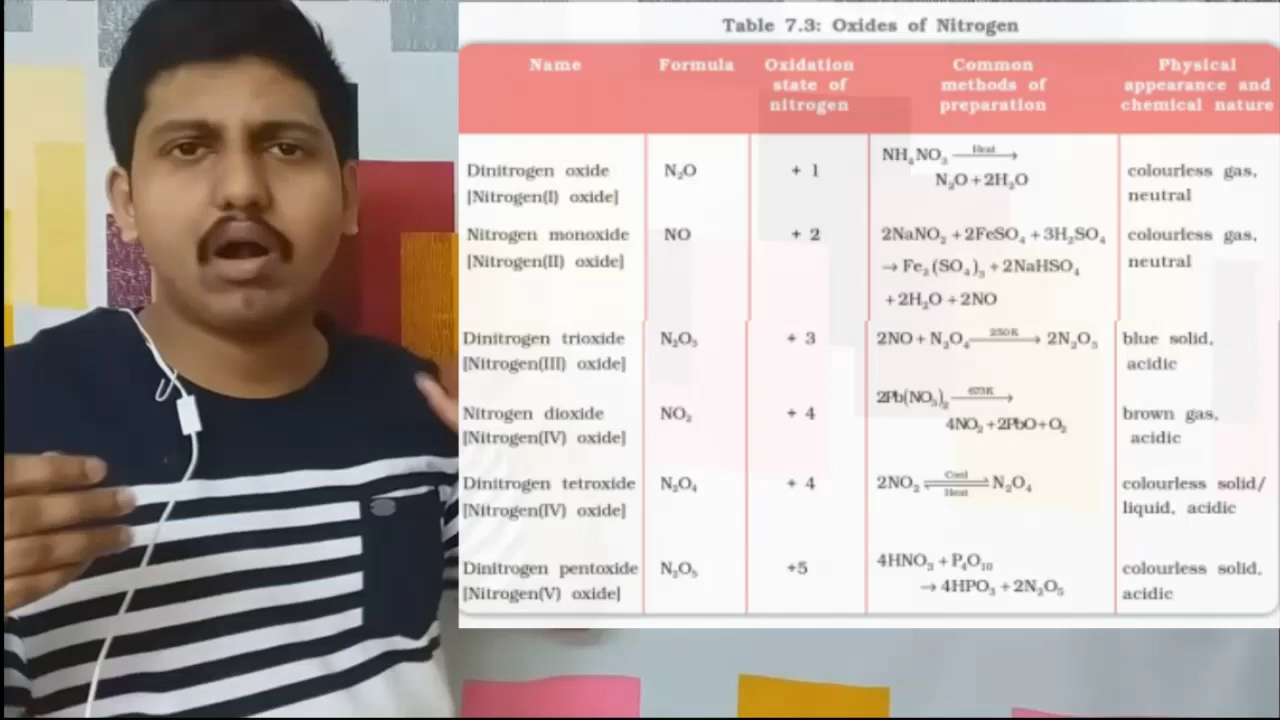 Table 7.3: Oxides of Nitrogen
Name
Formula
Oxidation state of nitrogen
Common methods of preparation
Physical appearance and chemical nature
Dinitrogen oxide
[Nitrogen(I) oxide]
N₂O
+ 1
NH₄NO₃ —Heat→
N₂O + 2H₂O
colourless gas,
neutral
Nitrogen monoxide
[Nitrogen(II) oxide]
NO
+ 2
2NaNO₂ + 2FeSO₄ + 3H₂SO₄
→ Fe₂(SO₄)₃ + 2NaHSO₄
+ 2H₂O + 2NO
colourless gas,
neutral
Dinitrogen trioxide
[Nitrogen(III) oxide]
N₂O₃
+ 3
2NO + N₂O₄ —250K→ 2N₂O₃
blue solid,
acidic
Nitrogen dioxide
[Nitrogen(IV) oxide]
NO₂
+ 4
2Pb(NO₃)₂ —673K→
4NO₂ + 2PbO + O₂
brown gas,
acidic
Dinitrogen tetroxide
[Nitrogen(IV) oxide]
N₂O₄
+ 4
2NO₂ ⇌ Cool Heat N₂O₄
colourless solid/
liquid, acidic
Dinitrogen pentoxide
[Nitrogen(V) oxide]
N₂O₅
+5
4HNO₃ + P₄O₁₀
→ 4HPO₃ + 2N₂O₅
colourless solid,
acidic